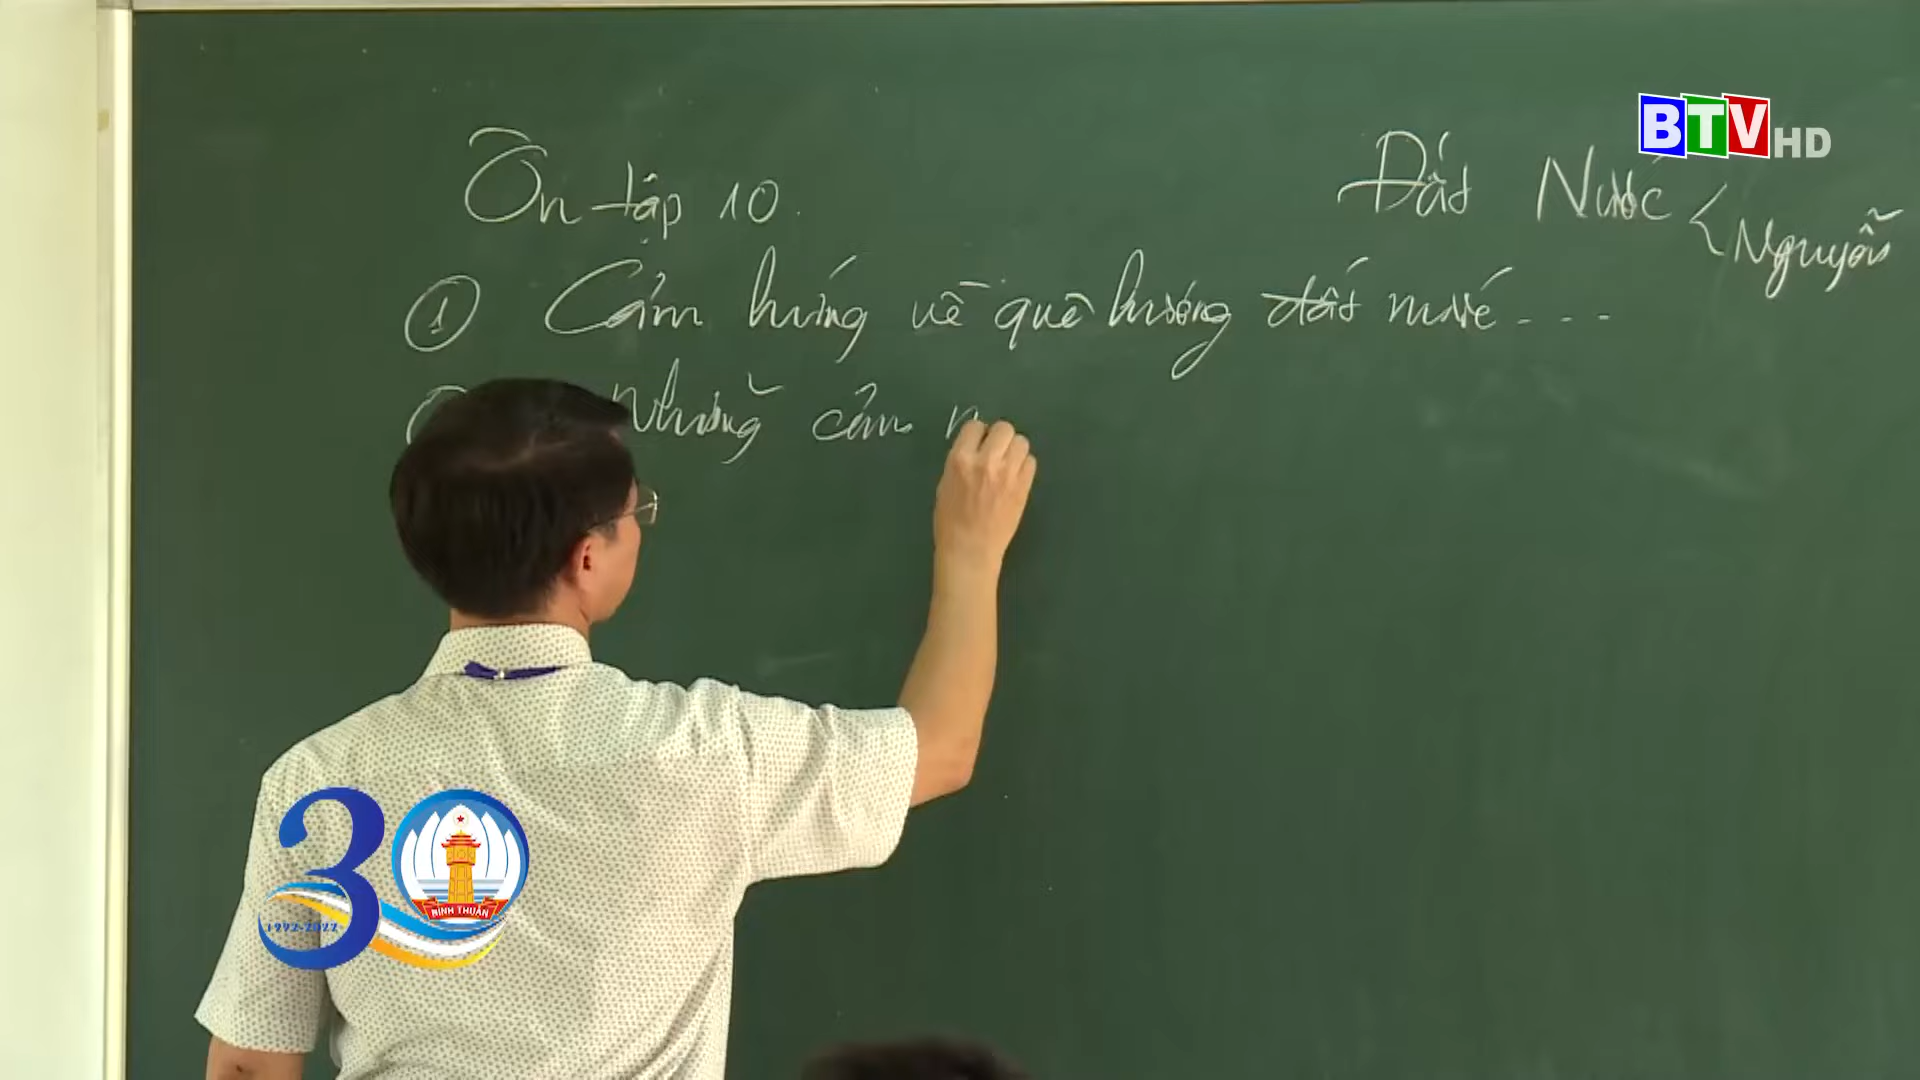 BTV HD
Ôn tập 10
Đất Nước
Nguyễn
① Cảm hứng về quê hương đất nước ...
Những cảm
30
BÌNH THUẬN
1992-2022